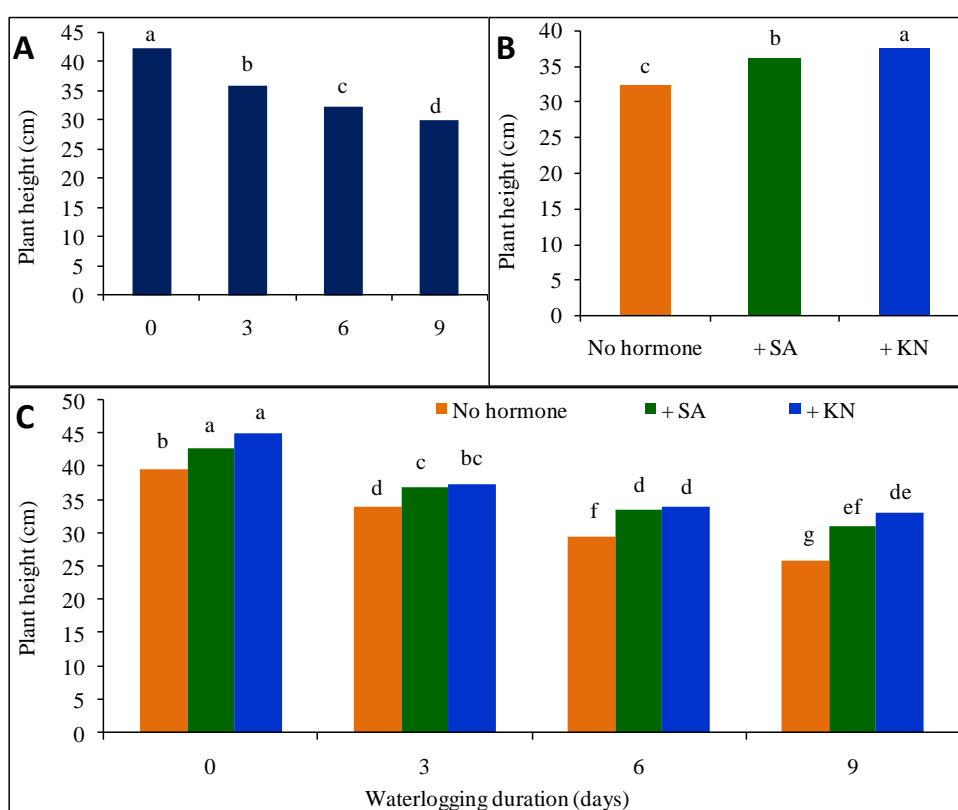 A
Plant height (cm)
45
40
35
30
25
20
15
10
5
0
a
b
c
d
0 3 6 9
B
Plant height (cm)
40
35
30
25
20
15
10
5
0
c
b
a
No hormone + SA + KN
C
No hormone + SA + KN
Plant height (cm)
50
45
40
35
30
25
20
15
10
5
0
b a a
d c bc
f d d
g ef de
0 3 6 9
Waterlogging duration (days)